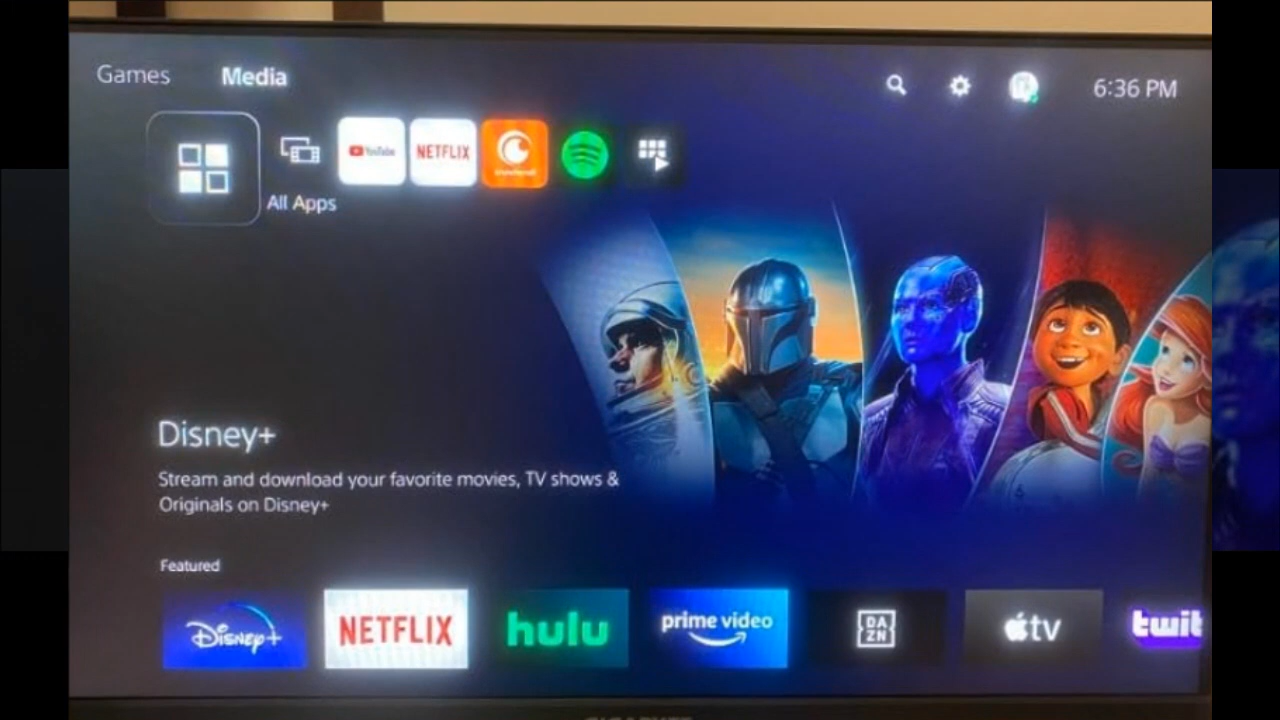 Games Media 6:36 PM
YouTube NETFLIX crunchyroll
All Apps
Disney+
Stream and download your favorite movies, TV shows &
Originals on Disney+
Featured
Disney+ NETFLIX hulu prime video DAZN tv twit